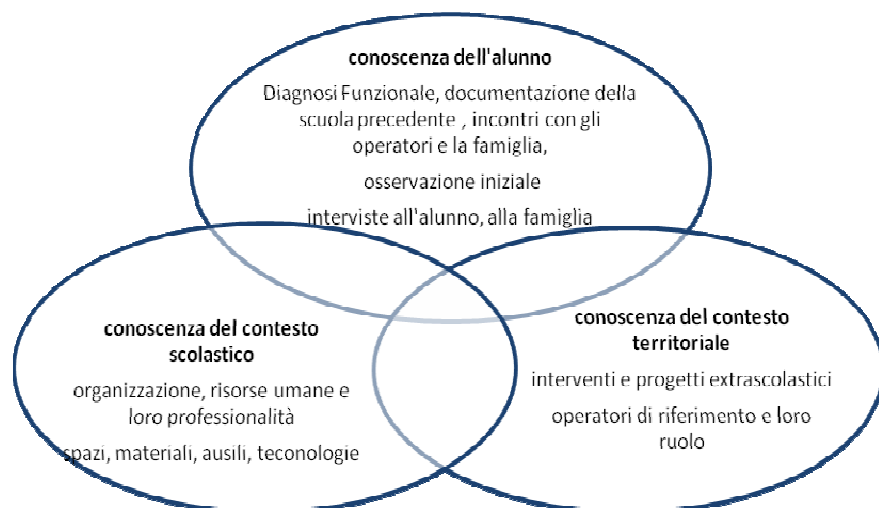 conoscenza dell'alunno
Diagnosi Funzionale, documentazione della
scuola precedente , incontri con gli
operatori e la famiglia,
osservazione iniziale
interviste all'alunno, alla famiglia
conoscenza del contesto
scolastico
organizzazione, risorse umane e
loro professionalità
spazi, materiali, ausili, teconologie
conoscenza del contesto
territoriale
interventi e progetti extrascolastici
operatori di riferimento e loro
ruolo